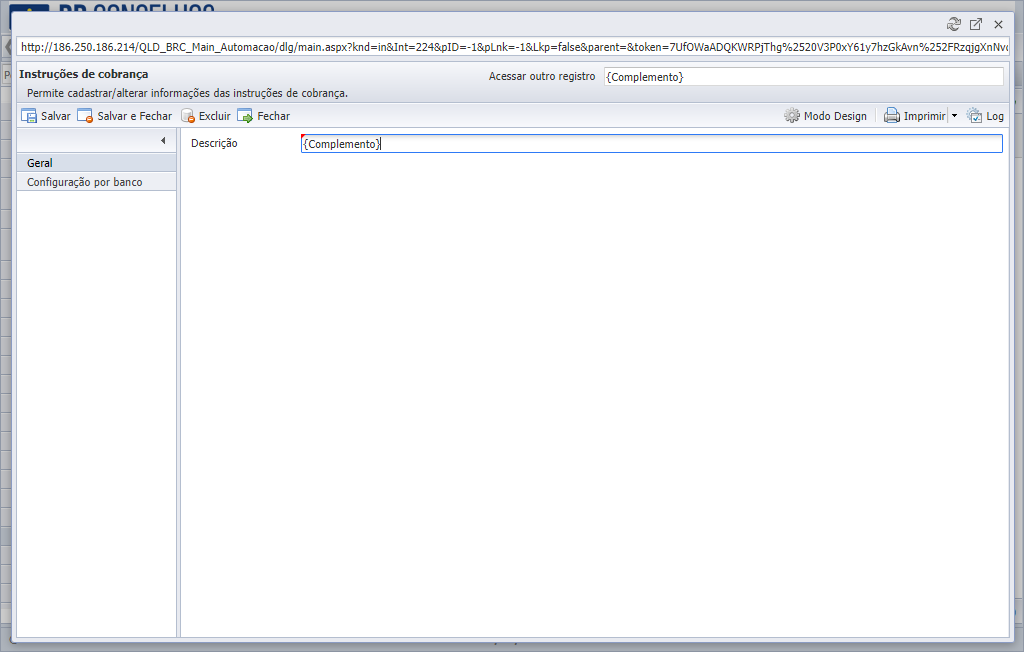 http://186.250.186.214/QLD_BRC_Main_Automacao/dlg/main.aspx?knd=in&Int=224&pID=-1&pLnk=-1&Lkp=false&parent=&token=7UfOWaADQKWRPjThg%2520V3P0xY61y7hzGkAvn%252FRzqjgXnNv
Instruções de cobrança
Acessar outro registro {Complemento}
Permite cadastrar/alterar informações das instruções de cobrança.
Salvar Salvar e Fechar Excluir Fechar Modo Design Imprimir Log
Descrição {Complemento}
Geral
Configuração por banco